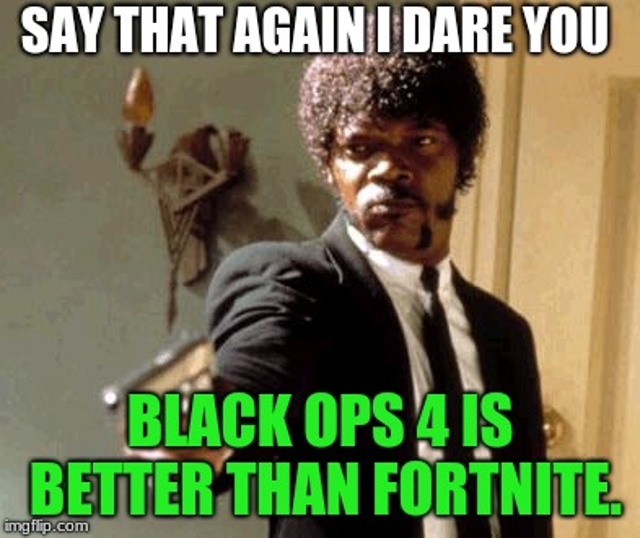 SAY THAT AGAIN I DARE YOU
BLACK OPS 4 IS
BETTER THAN FORTNITE.
imgflip.com